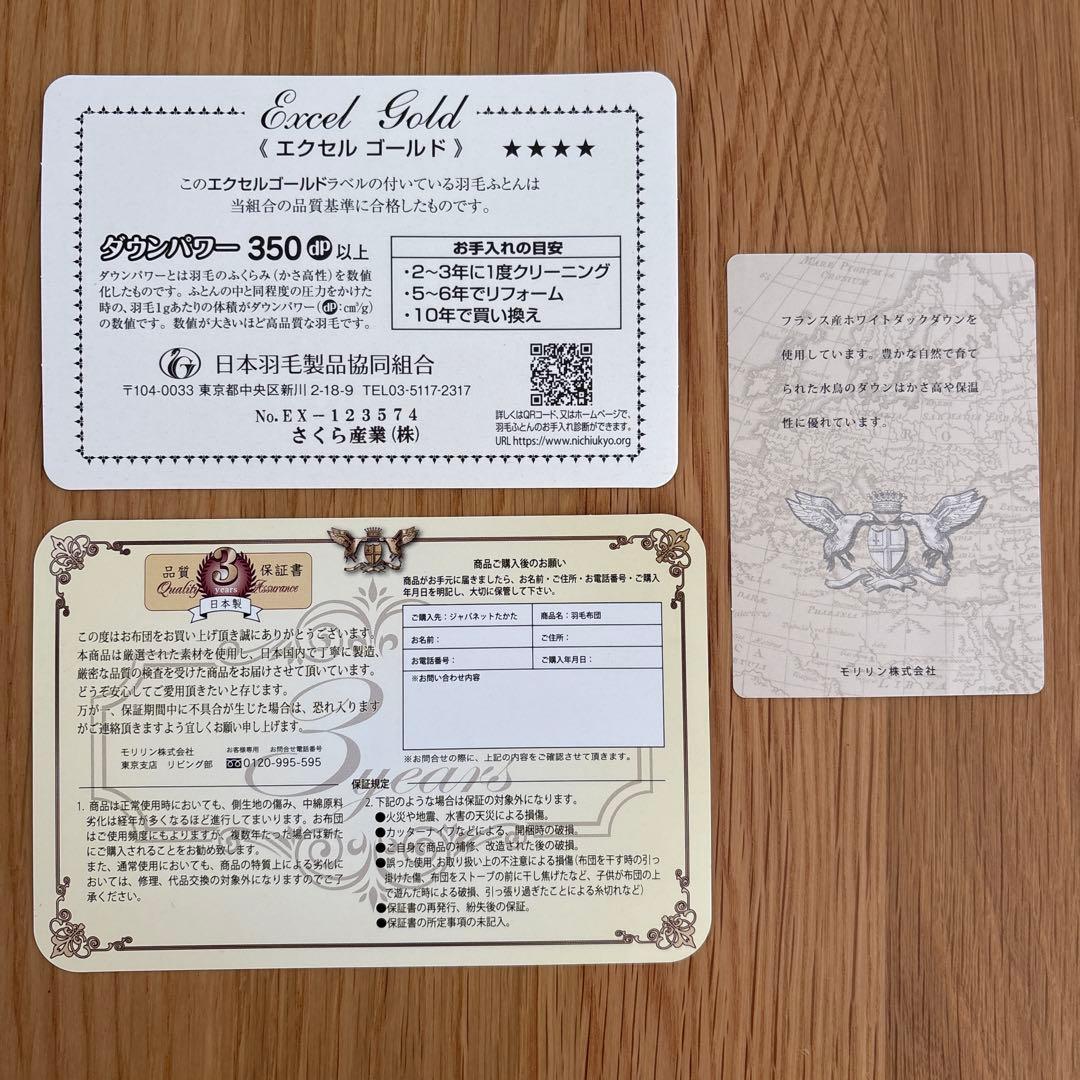 Excel Gold
《 エクセル ゴールド 》 ★★★★
このエクセルゴールドラベルの付いている羽毛ふとんは
当組合の品質基準に合格したものです。
ダウンパワー 350 dp 以上
ダウンパワーとは羽毛のふくらみ(かさ高性)を数値
化したものです。ふとんの中と同程度の圧力をかけた
時の、羽毛1gあたりの体積がダウンパワー(dp:cm³/g)
の数値です。数値が大きいほど高品質な羽毛です。
お手入れの目安
・2〜3年に1度クリーニング
・5〜6年でリフォーム
・10年で買い換え
日本羽毛製品協同組合
〒104-0033 東京都中央区新川 2-18-9 TEL03-5117-2317
No.EX-123574
さくら産業(株)
詳しくはQRコード、又はホームページで、
羽毛ふとんのお手入れ診断ができます。
URL https://www.nichiukyo.org
フランス産ホワイトダックダウンを
使用しています。豊かな自然で育て
られた水鳥のダウンはかさ高や保温
性に優れています。
モリリン株式会社
品質 3 保証書
Quality years Assurance
日本製
この度はお布団をお買い上げ頂き誠にありがとうございます。
本商品は厳選された素材を使用し、日本国内で丁寧に製造、
厳密な品質の検査を受けた商品をお届けさせて頂いています。
どうぞ安心してご愛用頂きたいと存じます。
万が一、保証期間中に不具合が生じた場合は、恐れ入ります
がご連絡頂きますよう宜しくお願い申し上げます。
モリリン株式会社 お客様専用 お問合せ電話番号
東京支店 リビング部 0120-995-595
商品ご購入後のお願い
商品がお手元に届きましたら、お名前・ご住所・お電話番号・ご購入
年月日を明記し、大切に保管して下さい。
ご購入先:ジャパネットたかた 商品名:羽毛布団
お名前: ご住所:
お電話番号: ご購入年月日:
※お問い合わせ内容
※お問合せの際に、上記の内容をご確認させて頂きます。
3years
保証規定
1. 商品は正常使用時においても、側生地の傷み、中綿原料
劣化は経年が多くなるほど進行してまいります。お布団
はご使用頻度にもよりますが、複数年たった場合は新た
にご購入されることをお勧め致します。
また、通常使用においても、商品の特質上による劣化に
おいては、修理、代品交換の対象外になりますのでご了
承ください。
2. 下記のような場合は保証の対象外になります。
●火災や地震、水害の天災による損傷。
●カッターナイフなどによる、開梱時の破損。
●ご自身で商品の補修、改造された後の破損。
●誤った使用、お取り扱い上の不注意による損傷(布団を干す時の引っ
掛けた傷、布団をストーブの前に干し焦げたなど、子供が布団の上
で遊んだ時による破損、引っ張り過ぎたことによる糸切れなど)
●保証書の再発行、紛失後の保証。
●保証書の所定事項の未記入。